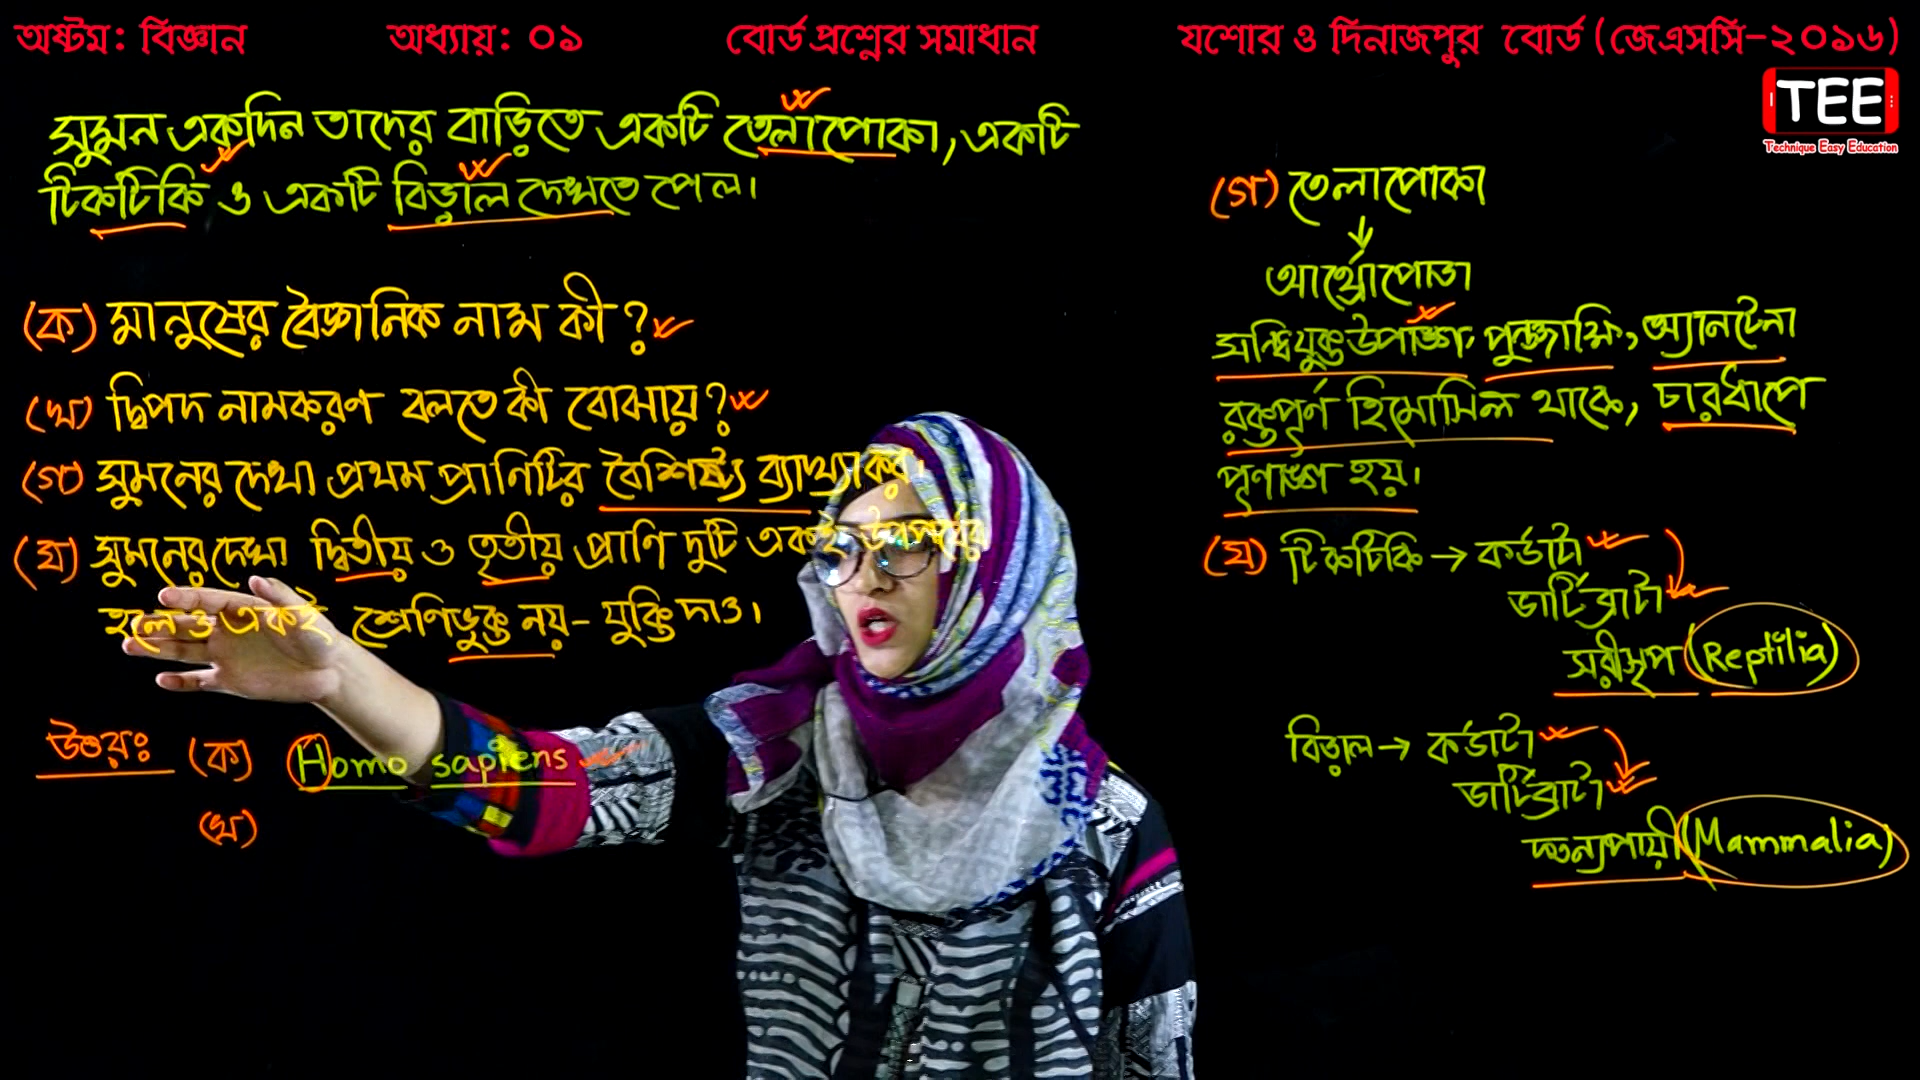 অষ্টম: বিজ্ঞান অধ্যায়: ০১ বোর্ড প্রশ্নের সমাধান যশোর ও দিনাজপুর বোর্ড (জেএসসি-২০১৬)
TEE
Technique Easy Education
সুমন একদিন তাদের বাড়িতে একটি তেলাপোকা, একটি
টিকটিকি ও একটি বিড়াল দেখতে পেল।
(ক) মানুষের বৈজ্ঞানিক নাম কী?
(খ) দ্বিপদ নামকরণ বলতে কী বোঝায়?
(গ) সুমনের দেখা প্রথম প্রাণিটির বৈশিষ্ট্য ব্যাখ্যা কর।
(ঘ) সুমনের দেখা দ্বিতীয় ও তৃতীয় প্রাণি দুটি একই উপপর্বের
হলেও একই শ্রেণিভুক্ত নয়- যুক্তি দাও।
উত্তরঃ (ক) Homo sapiens
(খ)
(গ) তেলাপোকা
↓
আর্থ্রোপোডা
সন্ধিযুক্ত উপাঙ্গ, পুঞ্জাক্ষি, অ্যানটেনা
রক্তপূর্ণ হিমোসিল থাকে, চারধাপে
পূর্ণাঙ্গ হয়।
(ঘ) টিকটিকি → কর্ডাটা
ভার্টিব্রাটা
সরীসৃপ (Reptilia)
বিড়াল → কর্ডাটা
ভার্টিব্রাটা
স্তন্যপায়ী (Mammalia)